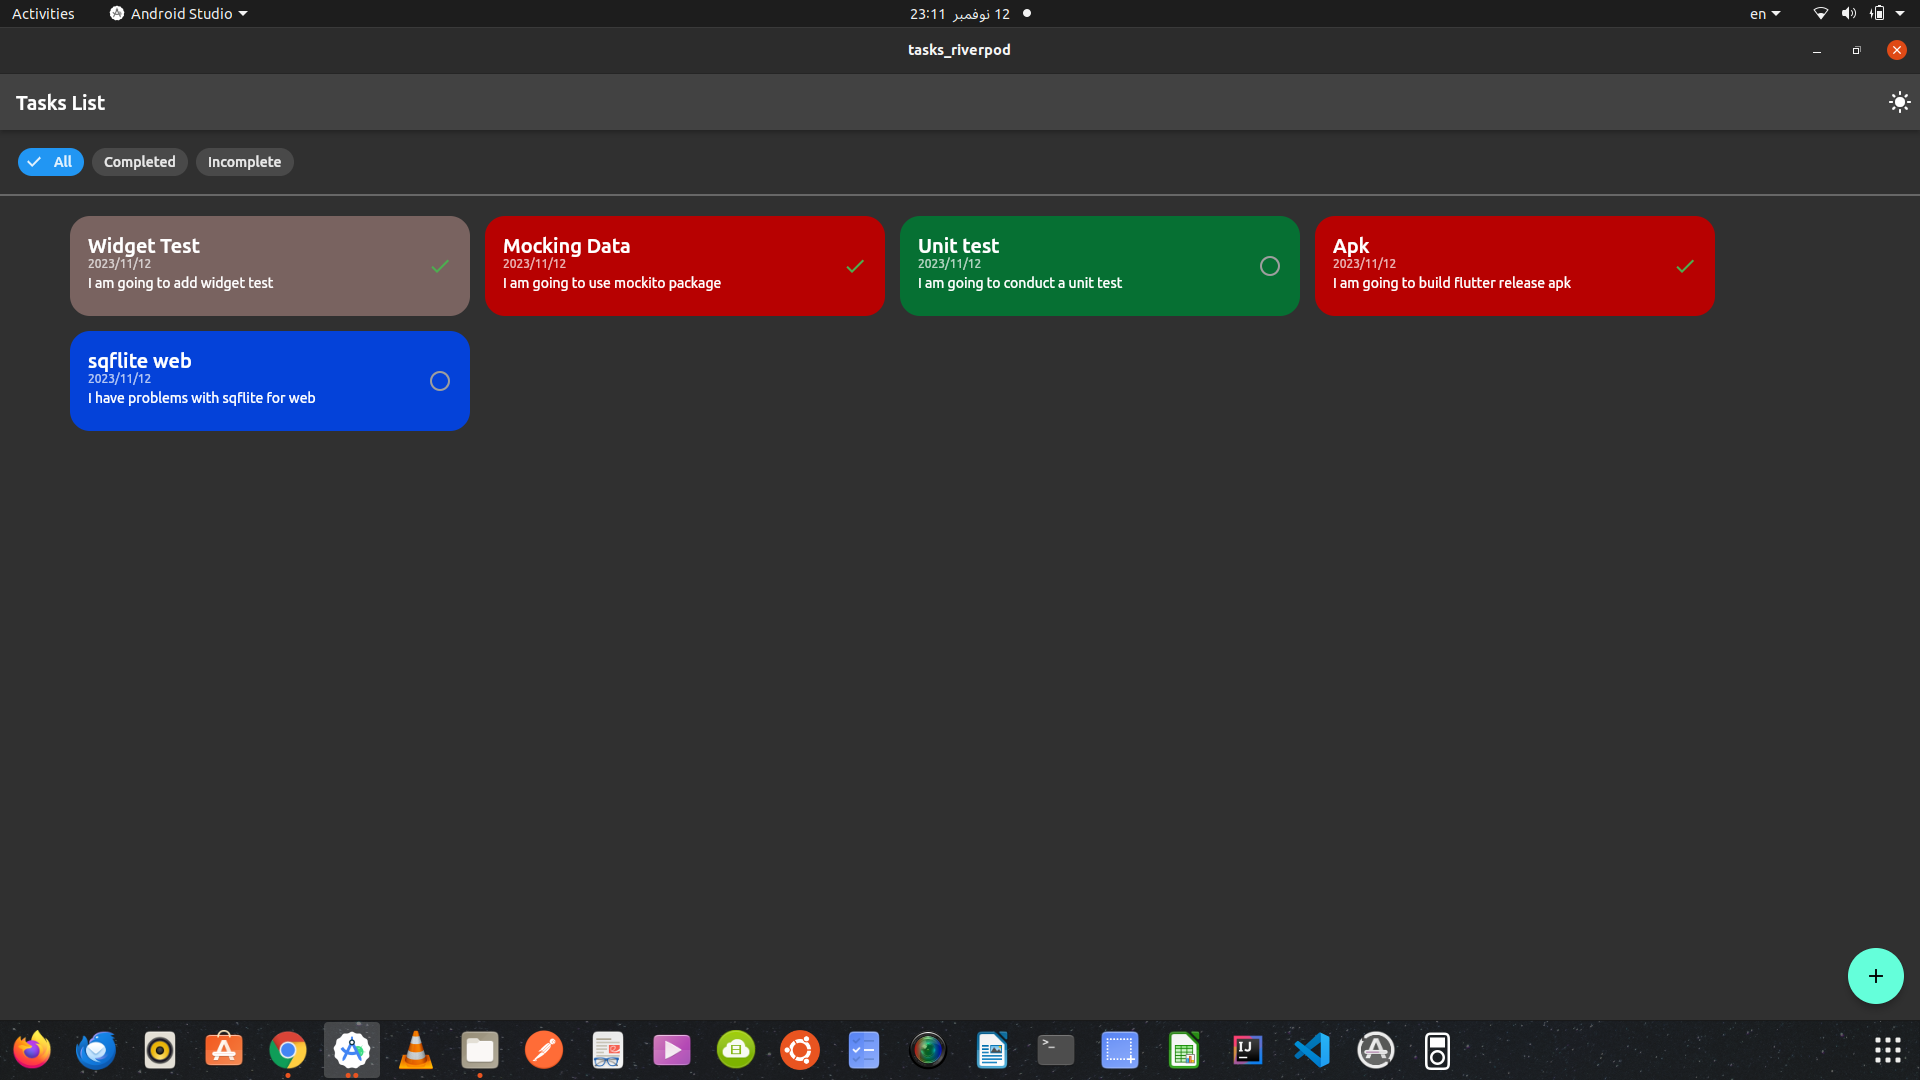 Activities
Android Studio
23:11 نوفمبر 12
en
tasks_riverpod
Tasks List
All
Completed
Incomplete
Widget Test
2023/11/12
I am going to add widget test
Mocking Data
2023/11/12
I am going to use mockito package
Unit test
2023/11/12
I am going to conduct a unit test
Apk
2023/11/12
I am going to build flutter release apk
sqflite web
2023/11/12
I have problems with sqflite for web
IJ